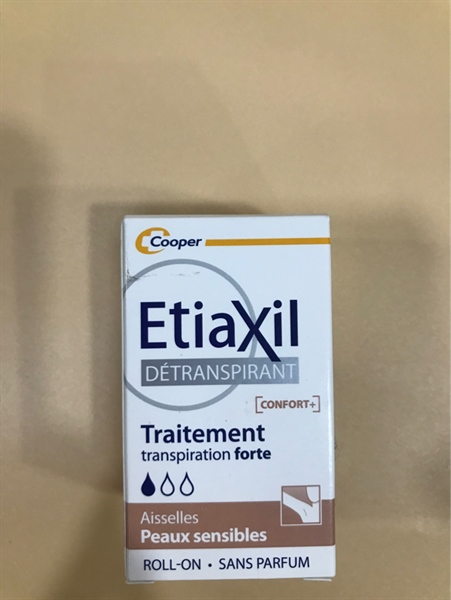 Cooper
Etiaxil
DÉTRANSPIRANT
[CONFORT+]
Traitement
transpiration forte
Aisselles
Peaux sensibles
ROLL-ON • SANS PARFUM